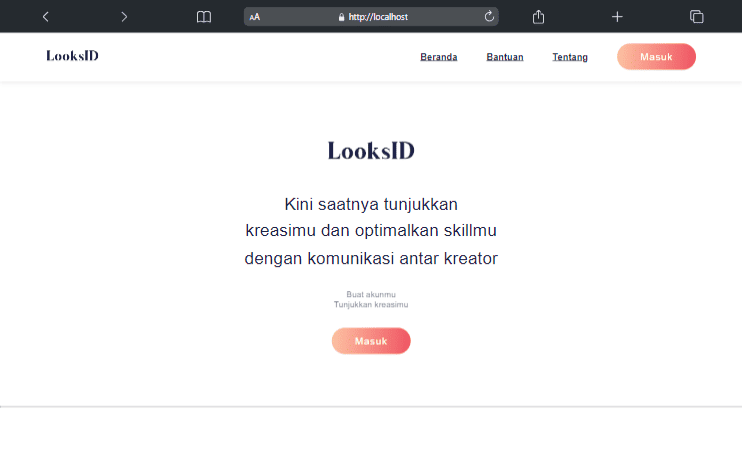 AA http://localhost
LooksID Beranda Bantuan Tentang Masuk
LooksID
Kini saatnya tunjukkan
kreasimu dan optimalkan skillmu
dengan komunikasi antar kreator
Buat akunmu
Tunjukkan kreasimu
Masuk